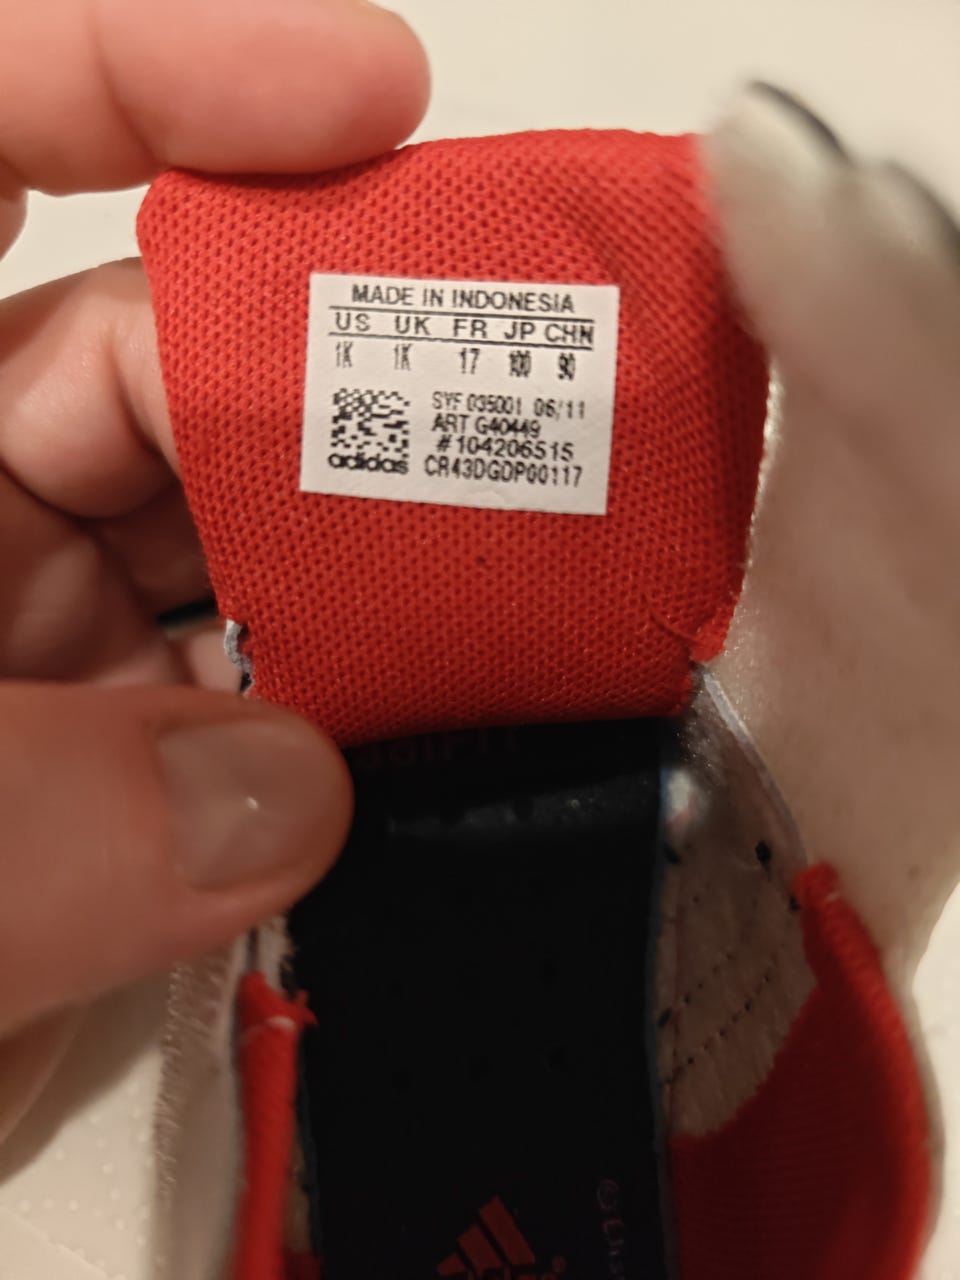 MADE IN INDONESIA
US UK FR JP CHN
1K 1K 17 100 90
SYF 035001 06/11
ART G40449
#104206515
adidas CR43DGDP00117